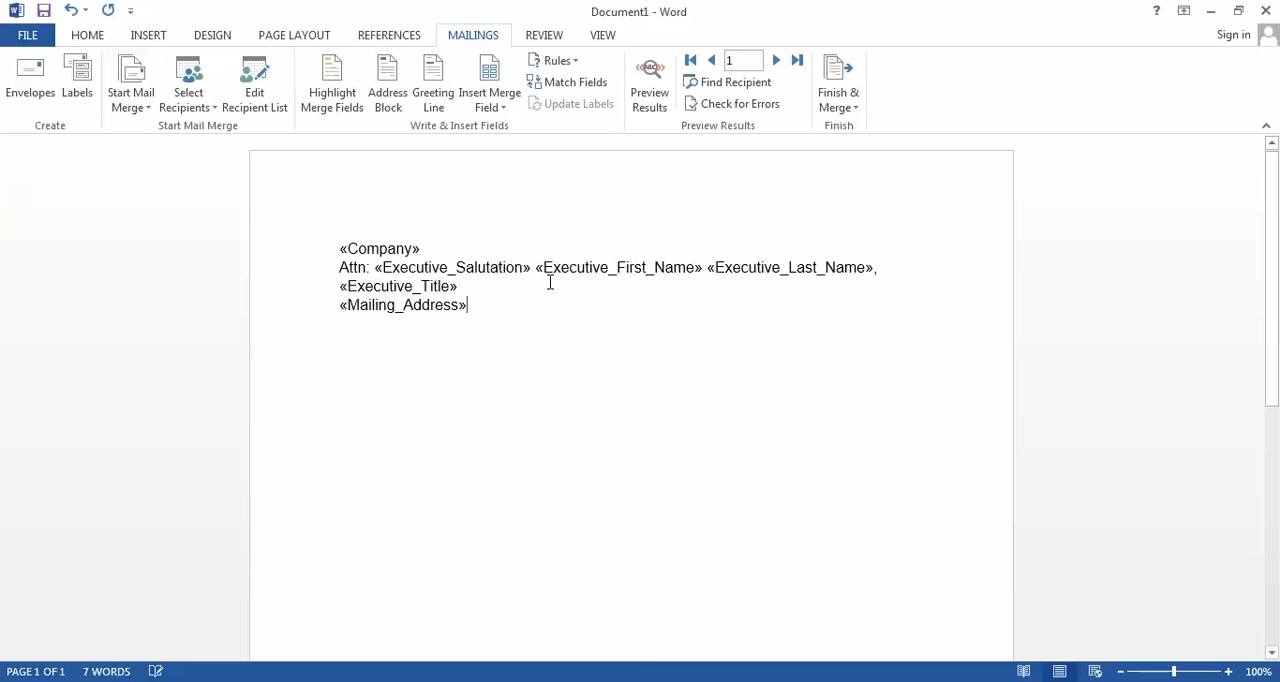 Document1 - Word
FILE HOME INSERT DESIGN PAGE LAYOUT REFERENCES MAILINGS REVIEW VIEW Sign in
Envelopes Labels
Create
Start Mail Merge Select Recipients Edit Recipient List
Start Mail Merge
Highlight Merge Fields Address Block Greeting Line Insert Merge Field
Rules
Match Fields
Update Labels
Write & Insert Fields
Preview Results
ABC
1
Find Recipient
Check for Errors
Preview Results
Finish & Merge
Finish
«Company»
Attn: «Executive_Salutation» «Executive_First_Name» «Executive_Last_Name»,
«Executive_Title»
«Mailing_Address»
PAGE 1 OF 1 7 WORDS 100%